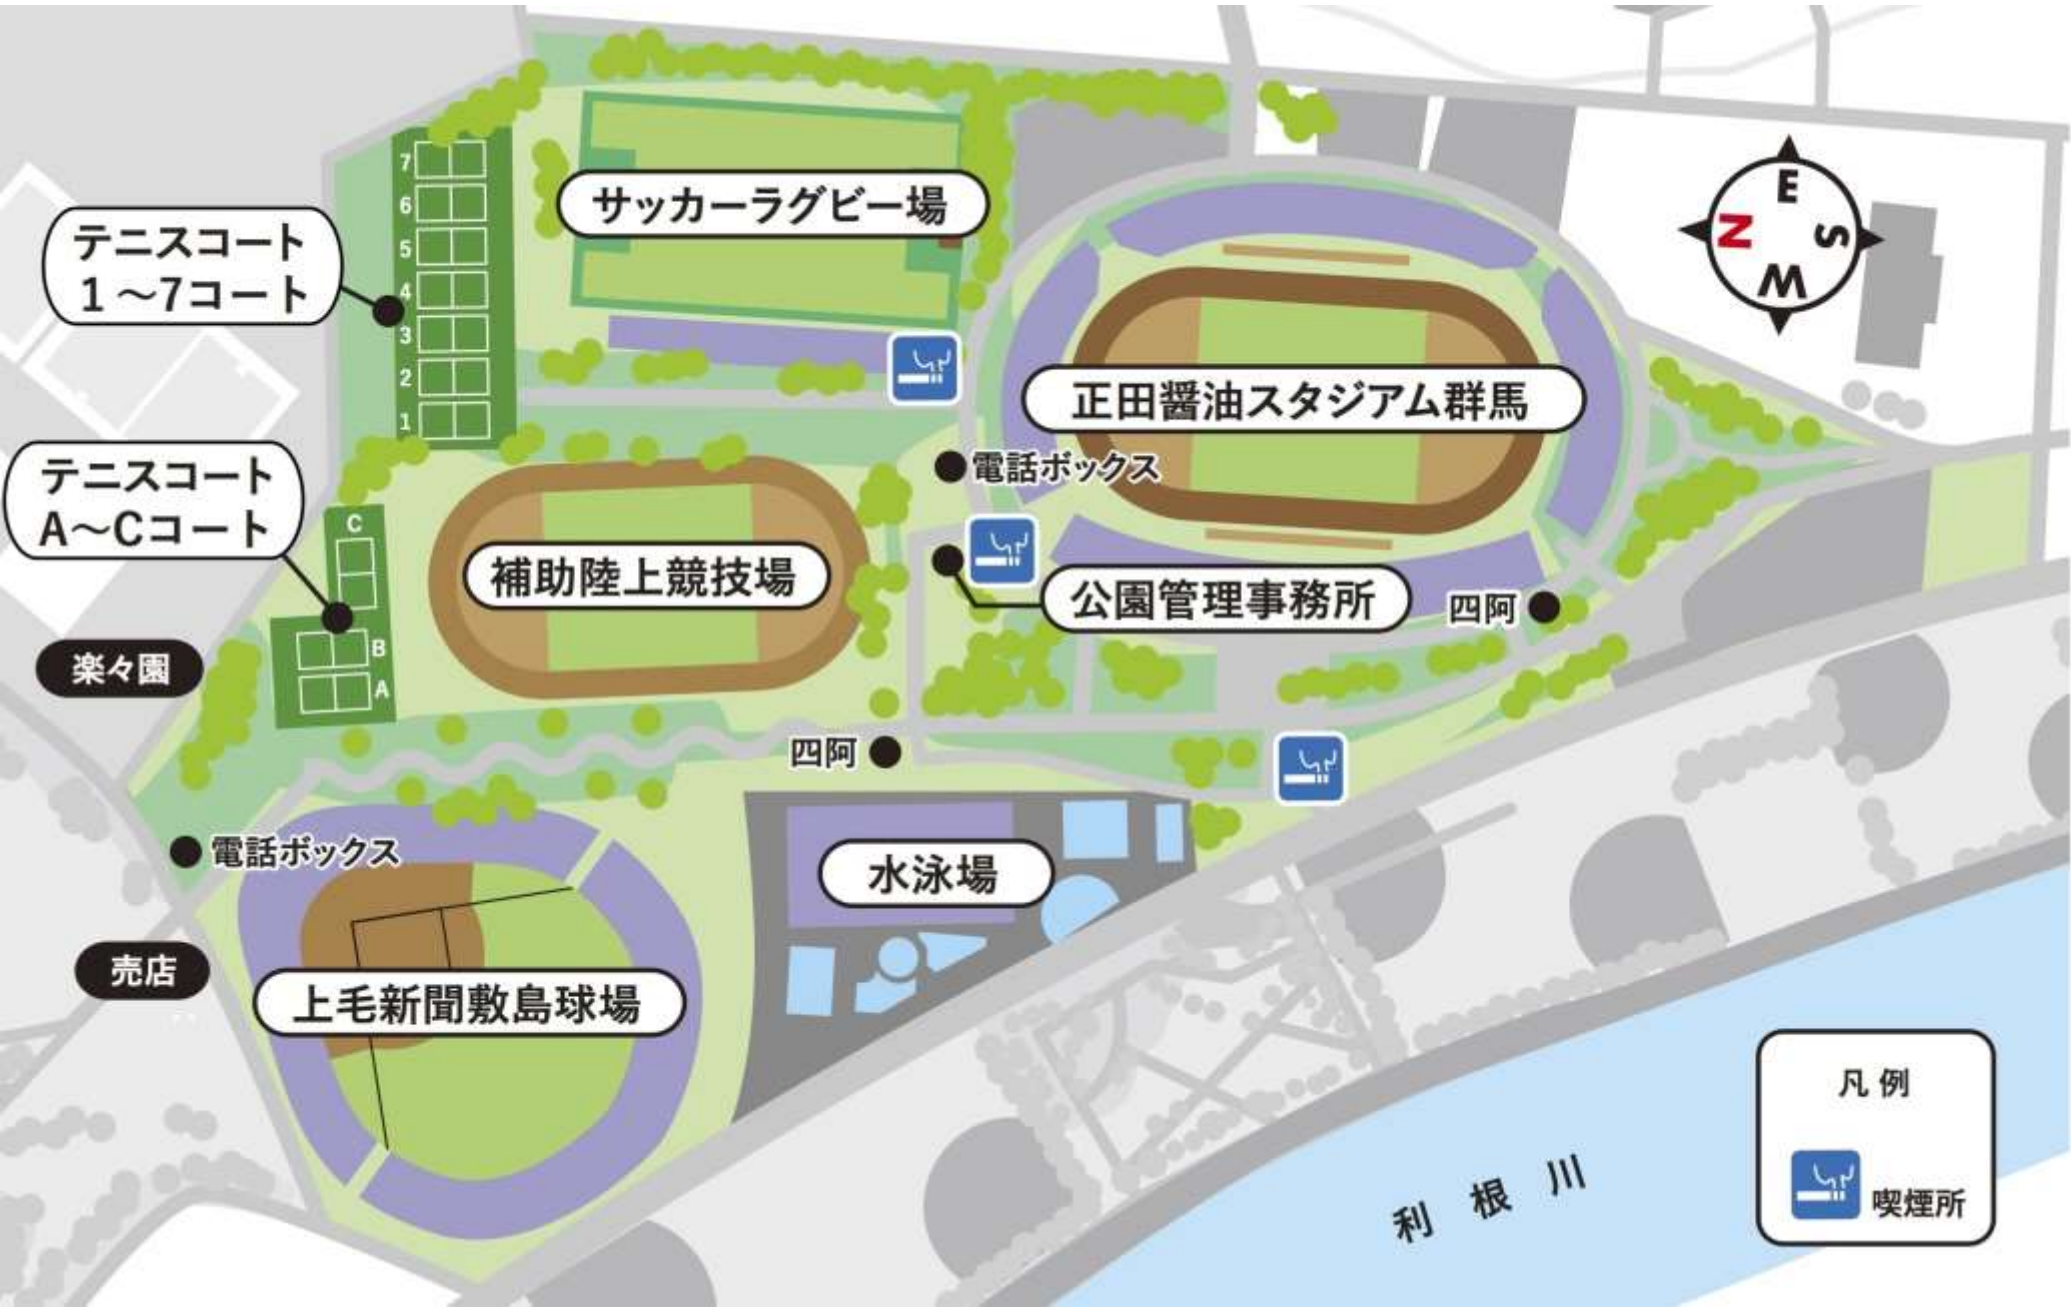 7
6
5
4
3
2
1
サッカーラグビー場
テニスコート
1〜7コート
E
N
S
W
正田醤油スタジアム群馬
電話ボックス
テニスコート
A〜Cコート
C
B
A
補助陸上競技場
公園管理事務所
四阿
楽々園
四阿
電話ボックス
水泳場
売店
上毛新聞敷島球場
利根川
凡例
喫煙所